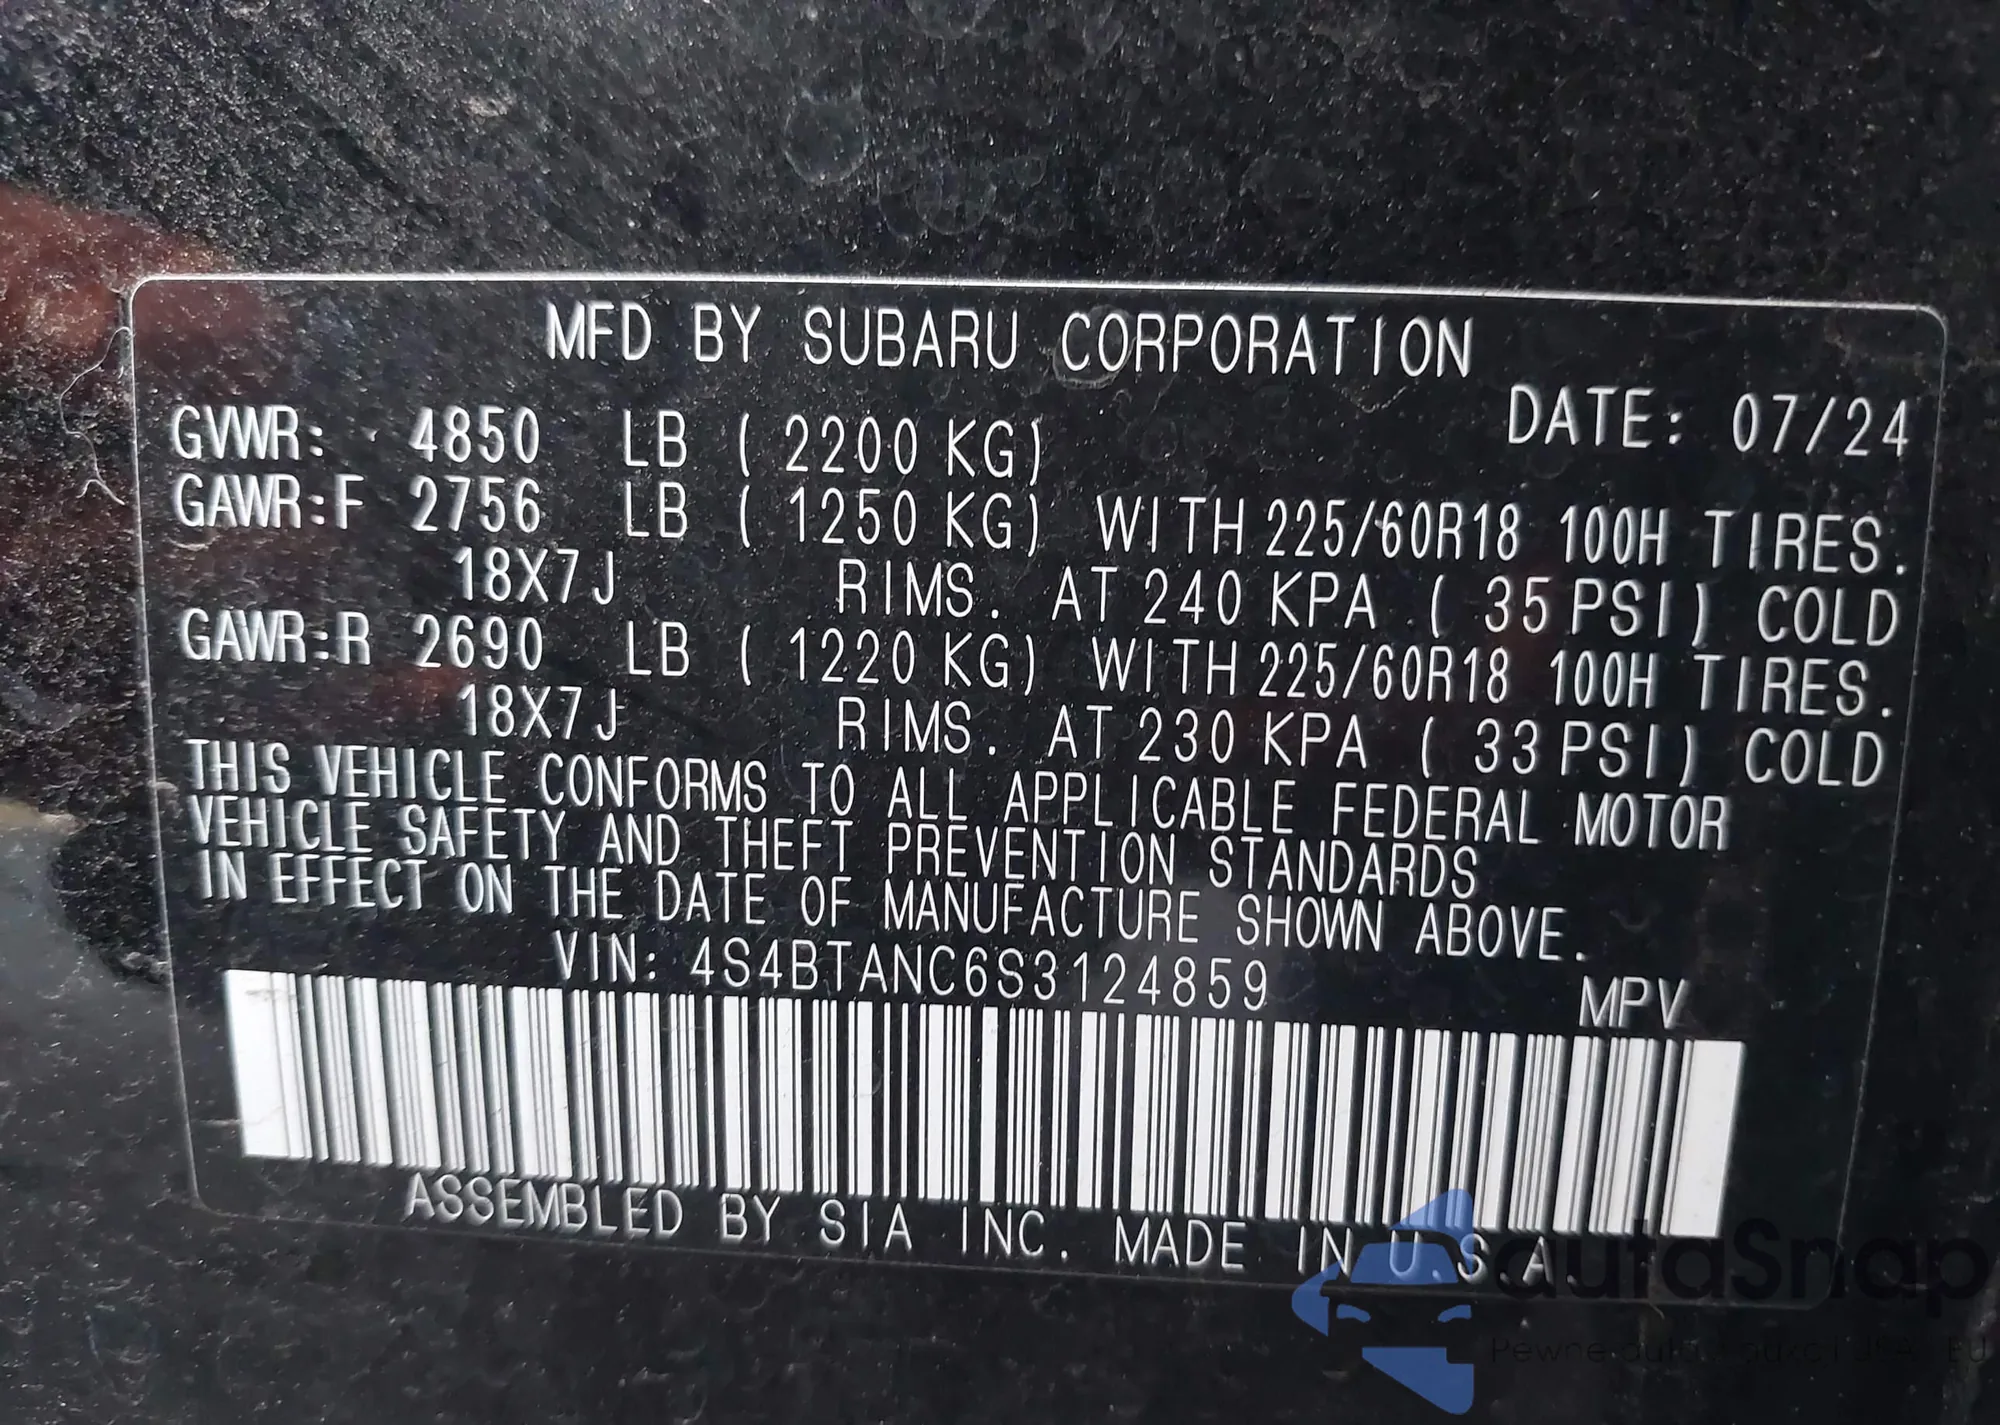 MFD BY SUBARU CORPORATION
DATE: 07/24
GVWR: 4850 LB ( 2200 KG)
GAWR:F 2756 LB ( 1250 KG) WITH 225/60R18 100H TIRES.
18X7J RIMS. AT 240 KPA ( 35 PSI) COLD
GAWR:R 2690 LB ( 1220 KG) WITH 225/60R18 100H TIRES.
18X7J RIMS. AT 230 KPA ( 33 PSI) COLD
THIS VEHICLE CONFORMS TO ALL APPLICABLE FEDERAL MOTOR
VEHICLE SAFETY AND THEFT PREVENTION STANDARDS
IN EFFECT ON THE DATE OF MANUFACTURE SHOWN ABOVE.
VIN: 4S4BTANC6S3124859
MPV
ASSEMBLED BY SIA INC. MADE IN U.S.A.
autaSnap
Pewne auta